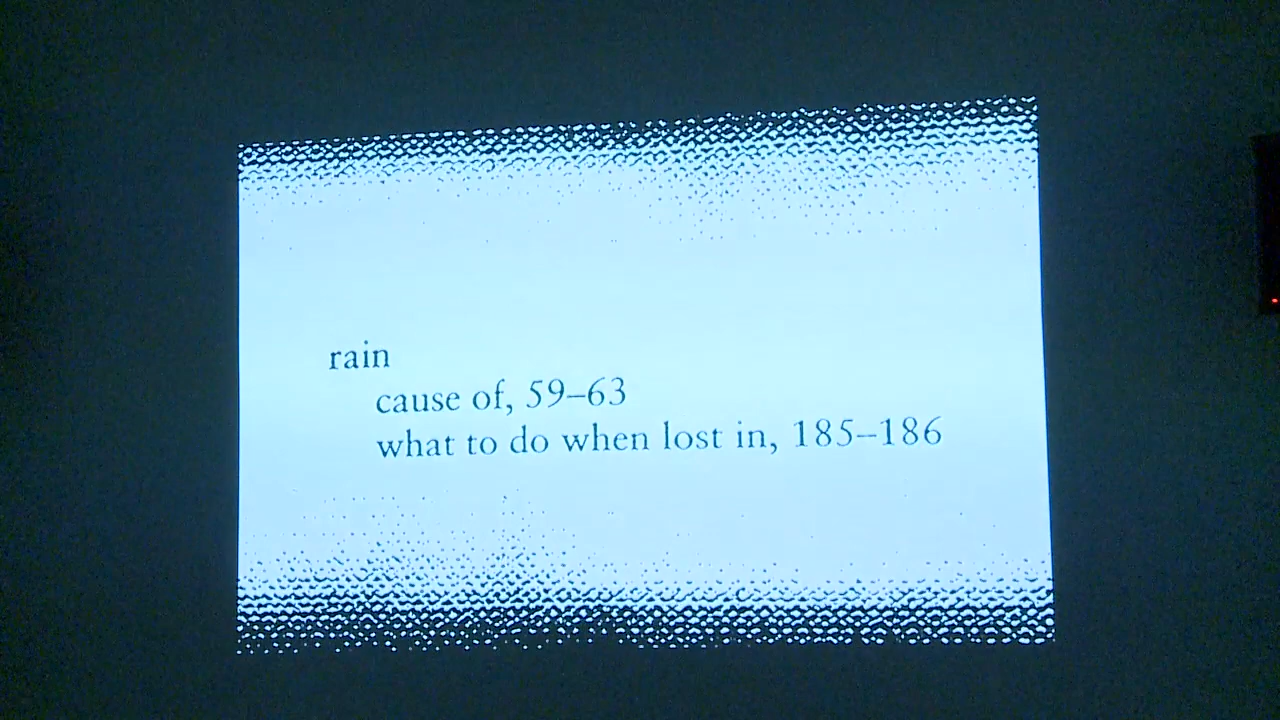 rain
cause of, 59–63
what to do when lost in, 185–186